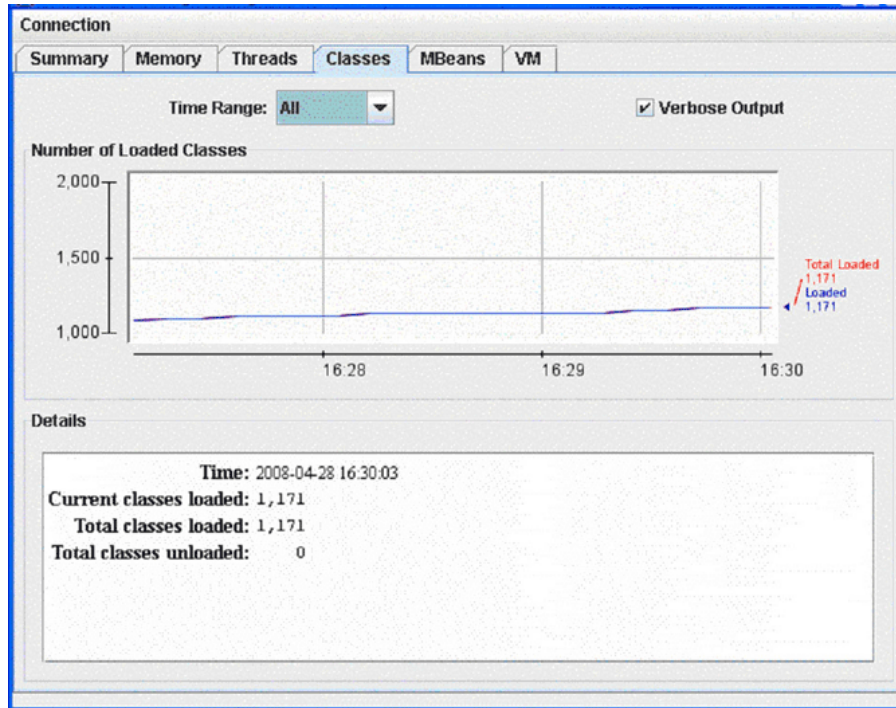 Connection
Summary Memory Threads Classes MBeans VM
Time Range: All Verbose Output
Number of Loaded Classes
2,000
1,500
1,000
Total Loaded
1,171
Loaded
1,171
16:28 16:29 16:30
Details
Time: 2008-04-28 16:30:03
Current classes loaded: 1,171
Total classes loaded: 1,171
Total classes unloaded: 0